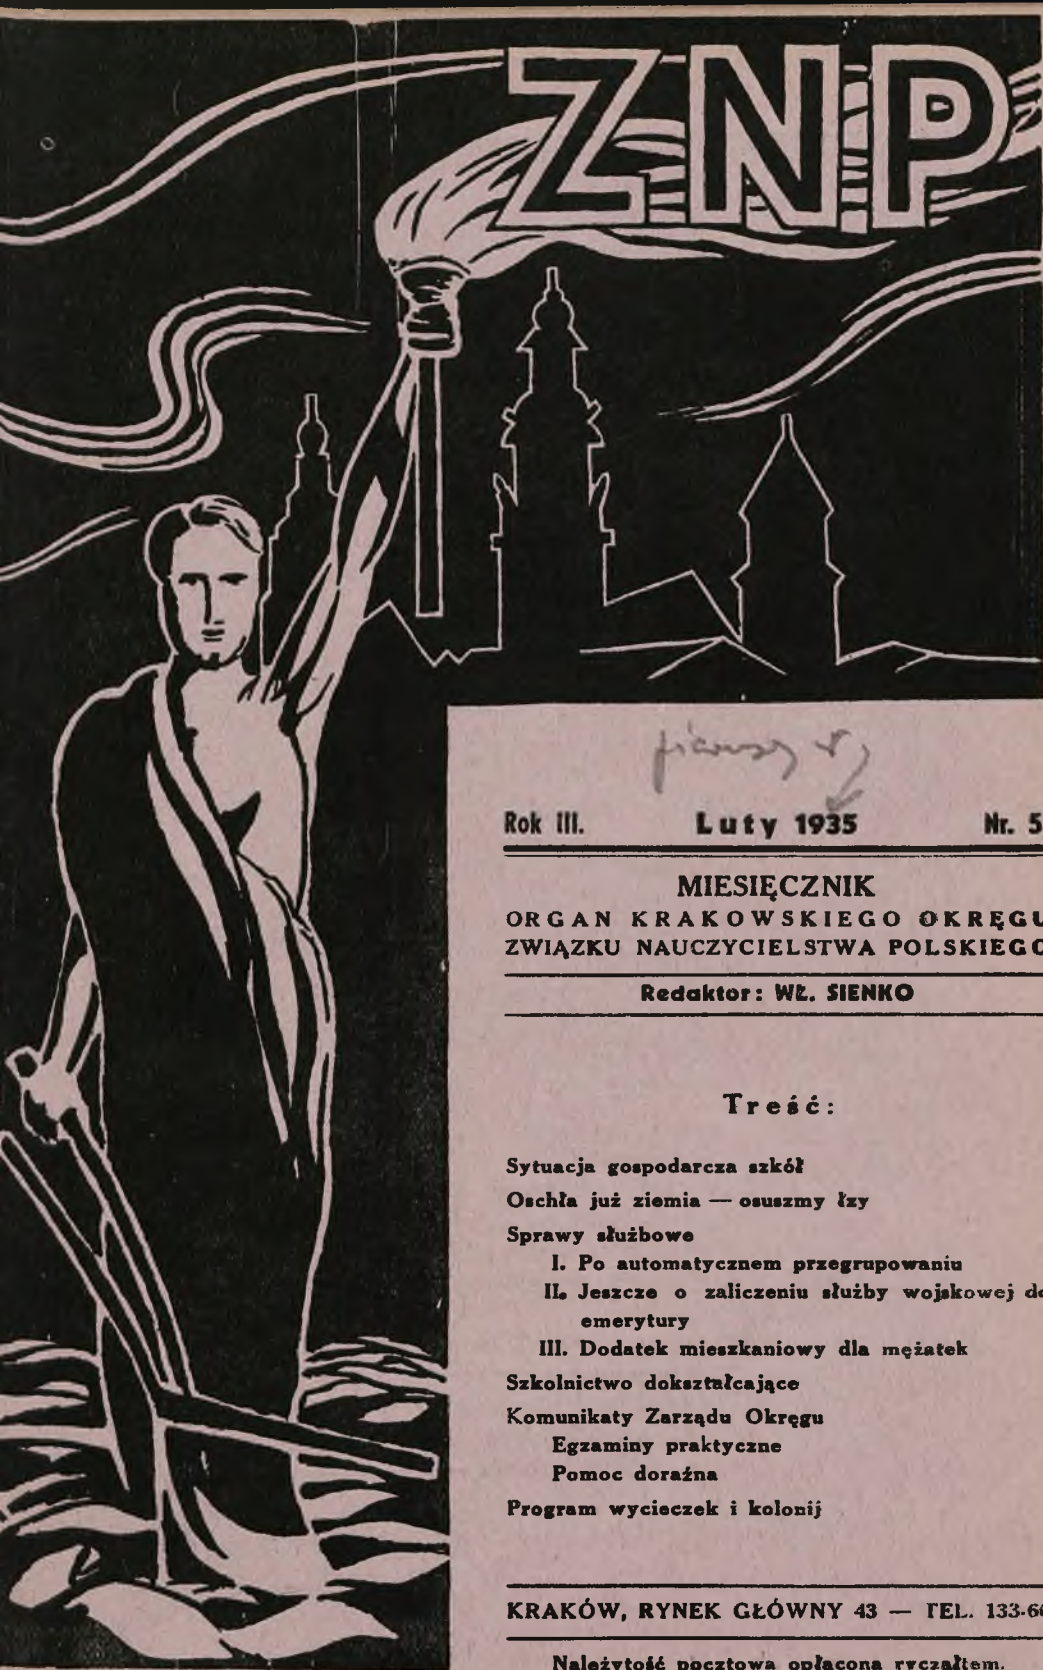 ZNP
Rok III. Luty 1935 Nr. 5
MIESIĘCZNIK
ORGAN KRAKOWSKIEGO OKRĘGU
ZWIĄZKU NAUCZYCIELSTWA POLSKIEGO
Redaktor: WŁ. SIENKO
Treść:
Sytuacja gospodarcza szkół
Oschła już ziemia — osuszmy łzy
Sprawy służbowe
I. Po automatycznem przegrupowaniu
II. Jeszcze o zaliczeniu służby wojskowej do
emerytury
III. Dodatek mieszkaniowy dla mężatek
Szkolnictwo dokształcające
Komunikaty Zarządu Okręgu
Egzaminy praktyczne
Pomoc doraźna
Program wycieczek i kolonij
KRAKÓW, RYNEK GŁÓWNY 43 — TEL. 133-66
Należytość pocztowa opłacona ryczałtem.